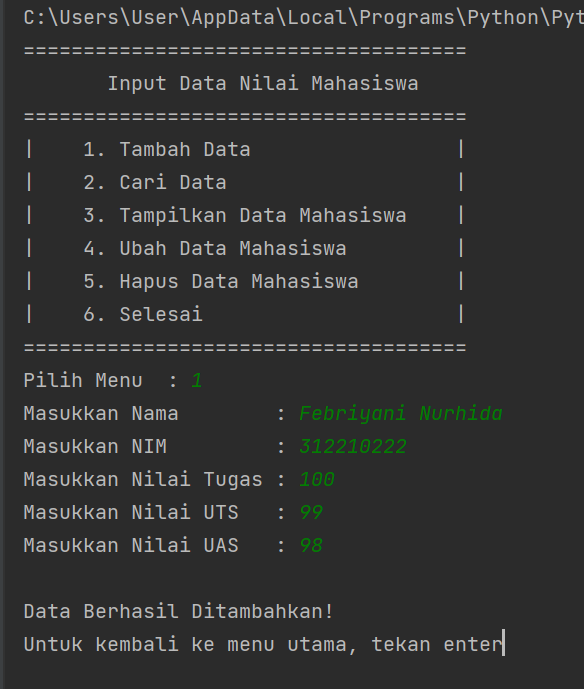 C:\Users\User\AppData\Local\Programs\Python\Pyt
=====================================
Input Data Nilai Mahasiswa
=====================================
|    1. Tambah Data                 |
|    2. Cari Data                   |
|    3. Tampilkan Data Mahasiswa    |
|    4. Ubah Data Mahasiswa         |
|    5. Hapus Data Mahasiswa        |
|    6. Selesai                     |
=====================================
Pilih Menu  : 1
Masukkan Nama        : Febriyani Nurhida
Masukkan NIM         : 312210222
Masukkan Nilai Tugas : 100
Masukkan Nilai UTS   : 99
Masukkan Nilai UAS   : 98
Data Berhasil Ditambahkan!
Untuk kembali ke menu utama, tekan enter